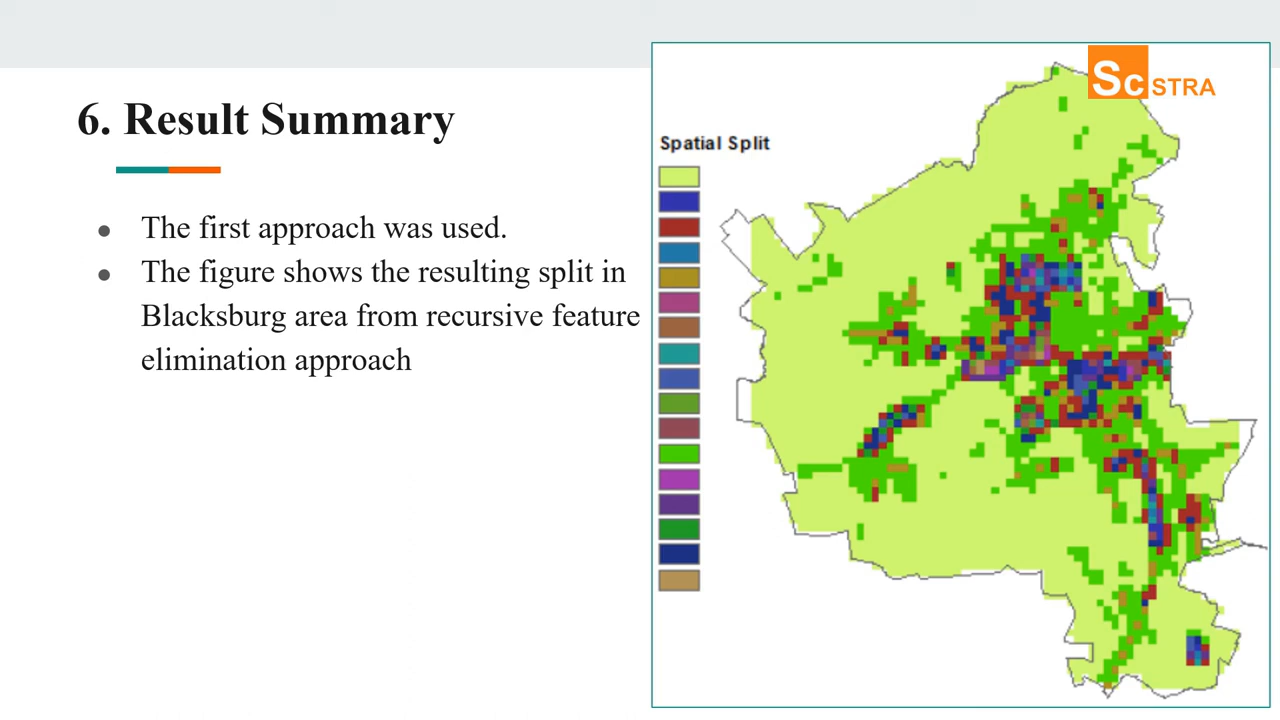 Sc STRA
6. Result Summary
Spatial Split
● The first approach was used.
● The figure shows the resulting split in
Blacksburg area from recursive feature
elimination approach